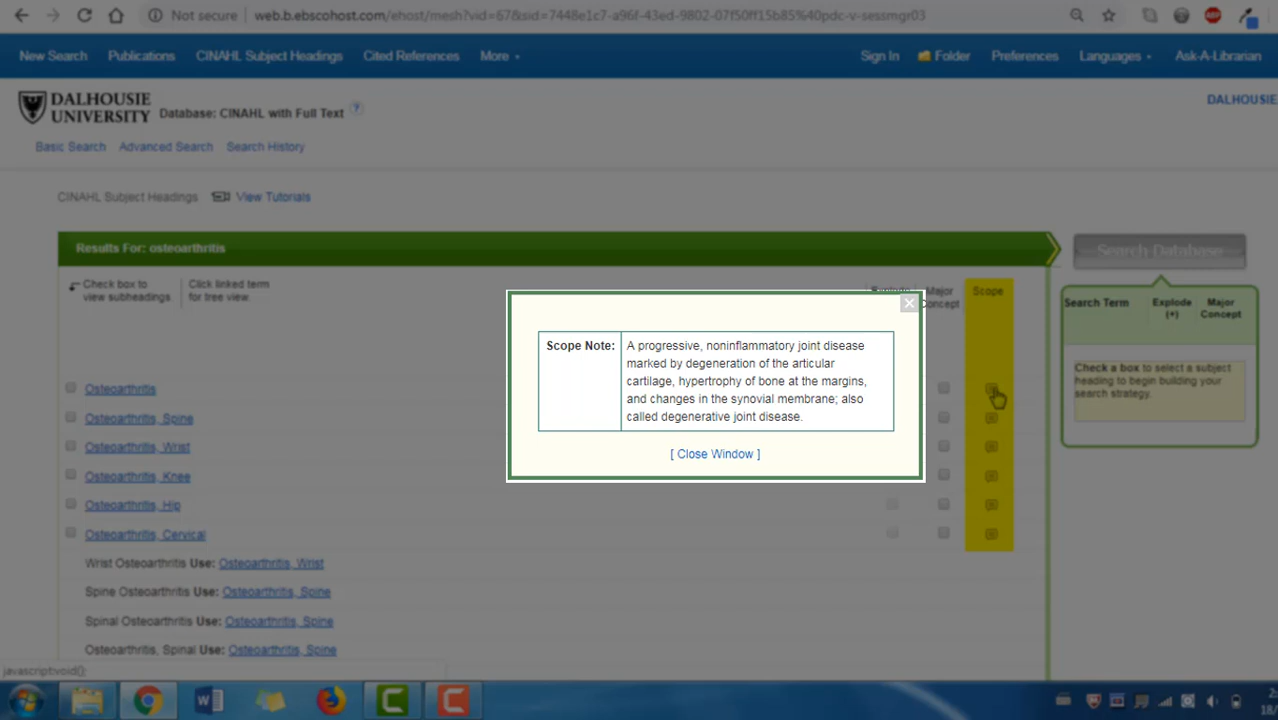 Not secure web.b.ebscohost.com/ehost/mesh?vid=67&sid=7448e1c7-a96f-43ed-9802-07f50ff15b85%40pdc-v-sessmgr03
New Search Publications CINAHL Subject Headings Cited References More Sign In Folder Preferences Languages Ask-A-Librarian
DALHOUSIE UNIVERSITY Database: CINAHL with Full Text ?
DALHOUSIE
Basic Search Advanced Search Search History
CINAHL Subject Headings View Tutorials
Results For: osteoarthritis
Search Database
Check box to view subheadings.
Click linked term for tree view.
Explode
Major Concept
Scope
Search Term Explode (+) Major Concept
Check a box to select a subject heading to begin building your search strategy.
Scope Note: A progressive, noninflammatory joint disease
marked by degeneration of the articular
cartilage, hypertrophy of bone at the margins,
and changes in the synovial membrane; also
called degenerative joint disease.
[ Close Window ]
Osteoarthritis
Osteoarthritis, Spine
Osteoarthritis, Wrist
Osteoarthritis, Knee
Osteoarthritis, Hip
Osteoarthritis, Cervical
Wrist Osteoarthritis Use: Osteoarthritis, Wrist
Spine Osteoarthritis Use: Osteoarthritis, Spine
Spinal Osteoarthritis Use: Osteoarthritis, Spine
Osteoarthritis, Spinal Use: Osteoarthritis, Spine
javascript:void();